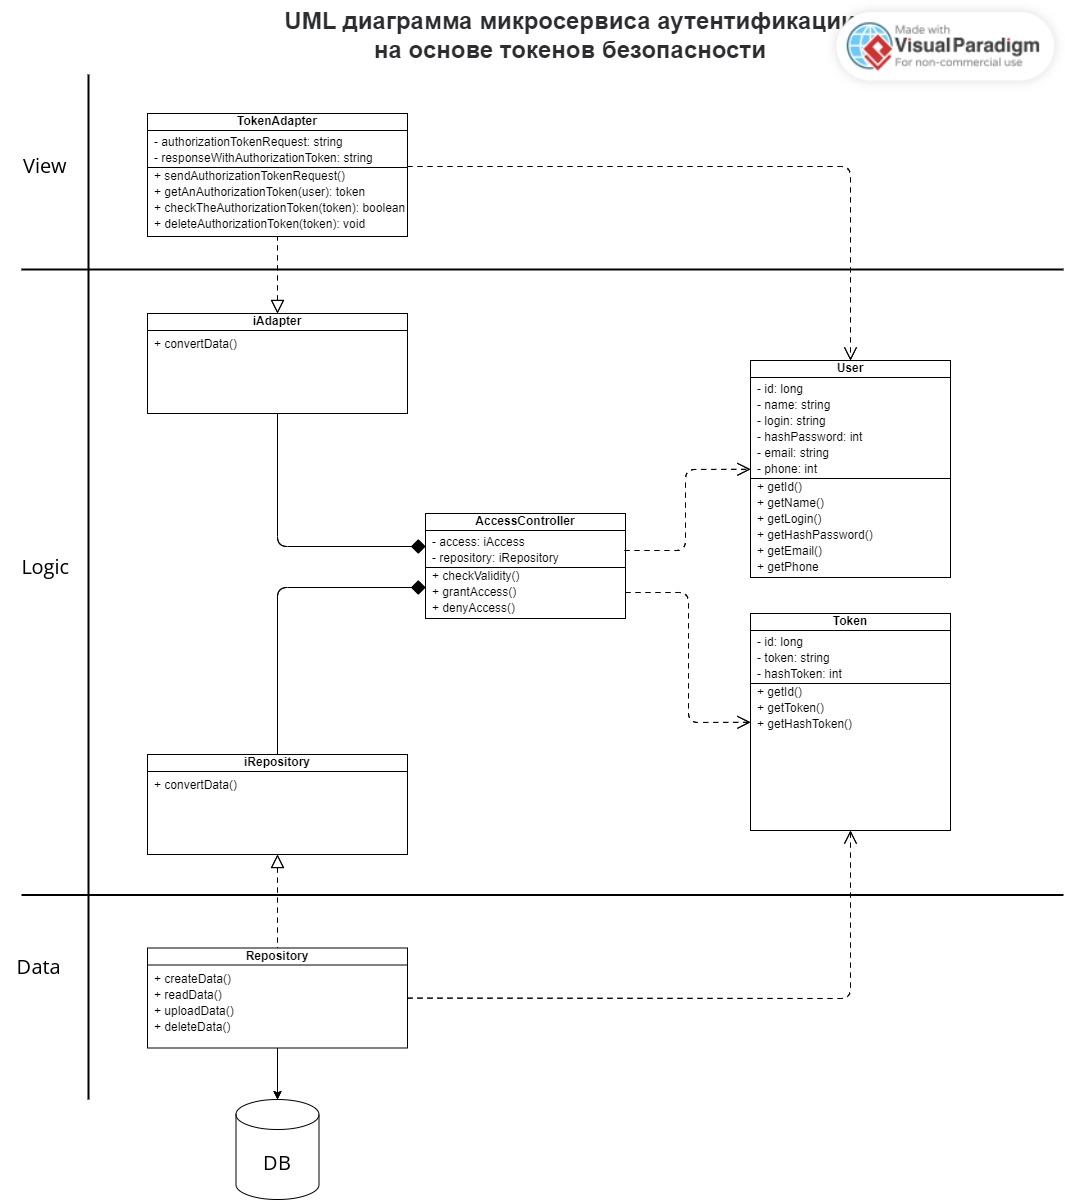 UML диаграмма микросервиса аутентификации
на основе токенов безопасности
Made with
Visual Paradigm
For non-commercial use
View
TokenAdapter
- authorizationTokenRequest: string
- responseWithAuthorizationToken: string
+ sendAuthorizationTokenRequest()
+ getAnAuthorizationToken(user): token
+ checkTheAuthorizationToken(token): boolean
+ deleteAuthorizationToken(token): void
Logic
iAdapter
+ convertData()
User
- id: long
- name: string
- login: string
- hashPassword: int
- email: string
- phone: int
+ getId()
+ getName()
+ getLogin()
+ getHashPassword()
+ getEmail()
+ getPhone
AccessController
- access: iAccess
- repository: iRepository
+ checkValidity()
+ grantAccess()
+ denyAccess()
Token
- id: long
- token: string
- hashToken: int
+ getId()
+ getToken()
+ getHashToken()
iRepository
+ convertData()
Data
Repository
+ createData()
+ readData()
+ uploadData()
+ deleteData()
DB